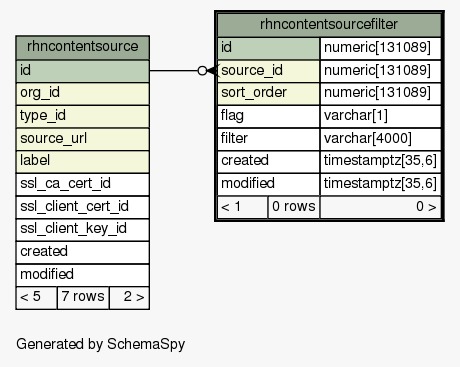 rhncontentsource
id
org_id
type_id
source_url
label
ssl_ca_cert_id
ssl_client_cert_id
ssl_client_key_id
created
modified
< 5 7 rows 2 >
rhncontentsourcefilter
id numeric[131089]
source_id numeric[131089]
sort_order numeric[131089]
flag varchar[1]
filter varchar[4000]
created timestamptz[35,6]
modified timestamptz[35,6]
< 1 0 rows 0 >
Generated by SchemaSpy